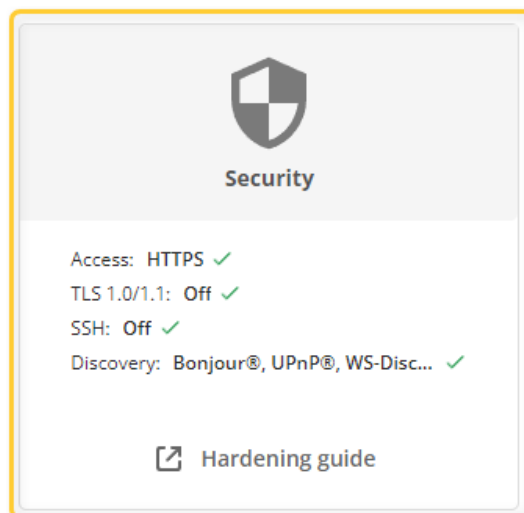 Security
Access: HTTPS
TLS 1.0/1.1: Off
SSH: Off
Discovery: Bonjour®, UPnP®, WS-Disc...
Hardening guide